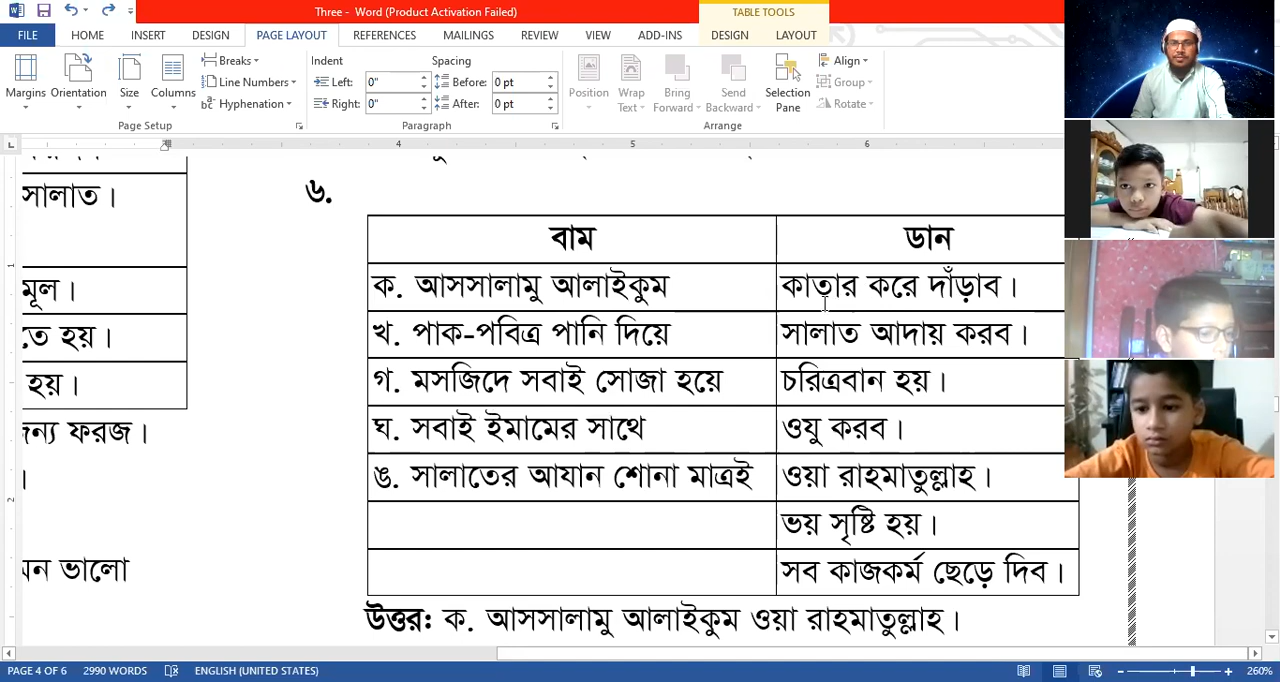 Three - Word (Product Activation Failed)
TABLE TOOLS
FILE HOME INSERT DESIGN PAGE LAYOUT REFERENCES MAILINGS REVIEW VIEW ADD-INS DESIGN LAYOUT
Margins Orientation Size Columns
Breaks
Line Numbers
Hyphenation
Page Setup
Indent
Left: 0"
Right: 0"
Spacing
Before: 0 pt
After: 0 pt
Paragraph
Position Wrap Text Bring Forward Send Backward Selection Pane
Align
Group
Rotate
Arrange
4 5 6
সালাত।
মূল।
তে হয়।
হয়।
জন্য ফরজ।
মন ভালো
৬.
বাম ডান
ক. আসসালামু আলাইকুম কাতার করে দাঁড়াব।
খ. পাক-পবিত্র পানি দিয়ে সালাত আদায় করব।
গ. মসজিদে সবাই সোজা হয়ে চরিত্রবান হয়।
ঘ. সবাই ইমামের সাথে ওযু করব।
ঙ. সালাতের আযান শোনা মাত্রই ওয়া রাহমাতুল্লাহ।
ভয় সৃষ্টি হয়।
সব কাজকর্ম ছেড়ে দিব।
উত্তর: ক. আসসালামু আলাইকুম ওয়া রাহমাতুল্লাহ।
PAGE 4 OF 6 2990 WORDS ENGLISH (UNITED STATES) 260%